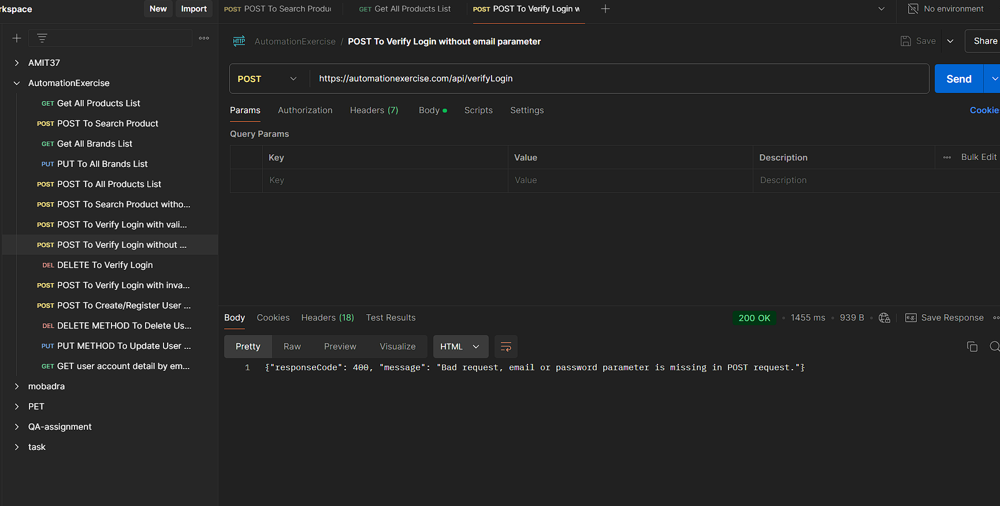 rkspace
New
Import
POST POST To Search Produc
GET Get All Products List
POST POST To Verify Login w
No environment
AMIT37
AutomationExercise
GET Get All Products List
POST POST To Search Product
GET Get All Brands List
PUT PUT To All Brands List
POST POST To All Products List
POST POST To Search Product witho...
POST POST To Verify Login with vali...
POST POST To Verify Login without ...
DEL DELETE To Verify Login
POST POST To Verify Login with inva...
POST POST To Create/Register User ...
DEL DELETE METHOD To Delete Us...
PUT PUT METHOD To Update User ...
GET GET user account detail by em...
mobadra
PET
QA-assignment
task
HTTP AutomationExercise / POST To Verify Login without email parameter
Save
Share
POST https://automationexercise.com/api/verifyLogin
Send
Params Authorization Headers (7) Body Scripts Settings
Cookie
Query Params
Key Value Description Bulk Edit
Key Value Description
Body Cookies Headers (18) Test Results
200 OK • 1455 ms • 939 B • e.g. Save Response
Pretty Raw Preview Visualize HTML
1 {"responseCode": 400, "message": "Bad request, email or password parameter is missing in POST request."}